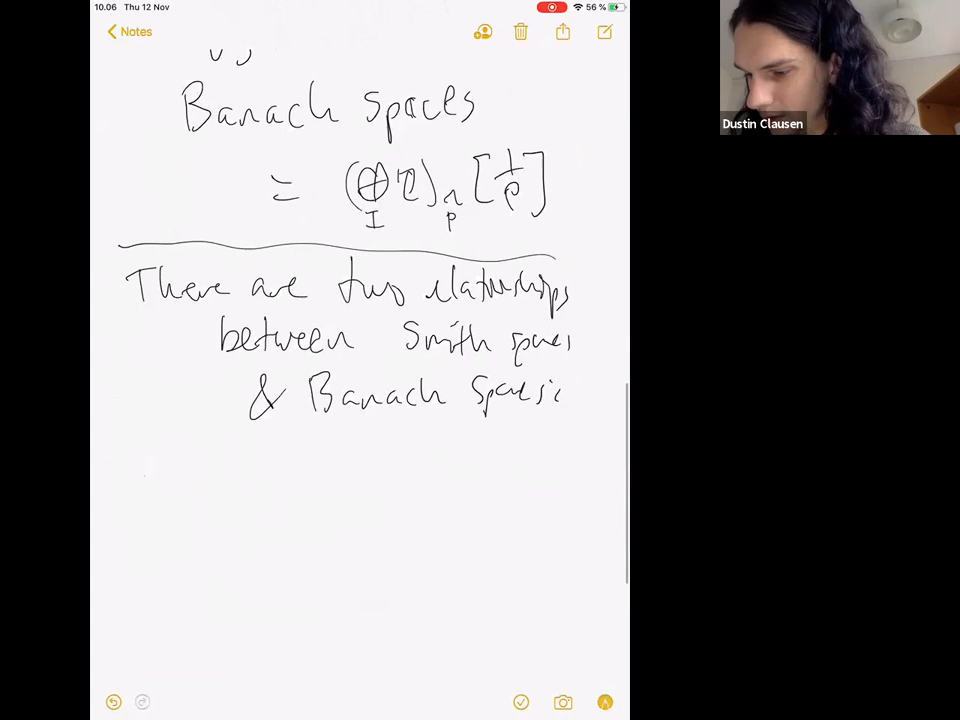 10.06 Thu 12 Nov
56 %
Notes
Banach spaces
= (⊕ℤ)^ [1/p]
I p
There are two relationships
between Smith spaces
& Banach spaces:
Dustin Clausen